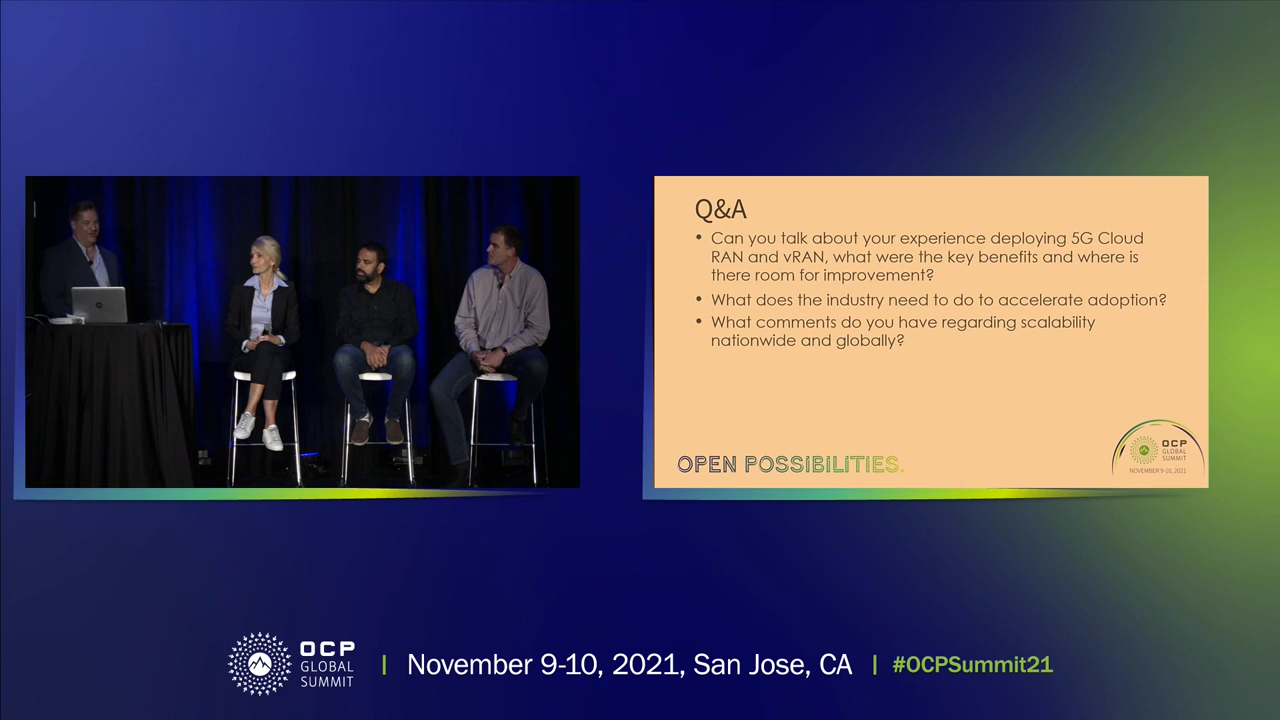 Q&A
• Can you talk about your experience deploying 5G Cloud
RAN and vRAN, what were the key benefits and where is
there room for improvement?
• What does the industry need to do to accelerate adoption?
• What comments do you have regarding scalability
nationwide and globally?
OPEN POSSIBILITIES.
OCP
GLOBAL
SUMMIT
NOVEMBER 9-10, 2021
OCP
GLOBAL
SUMMIT
| November 9-10, 2021, San Jose, CA | #OCPSummit21